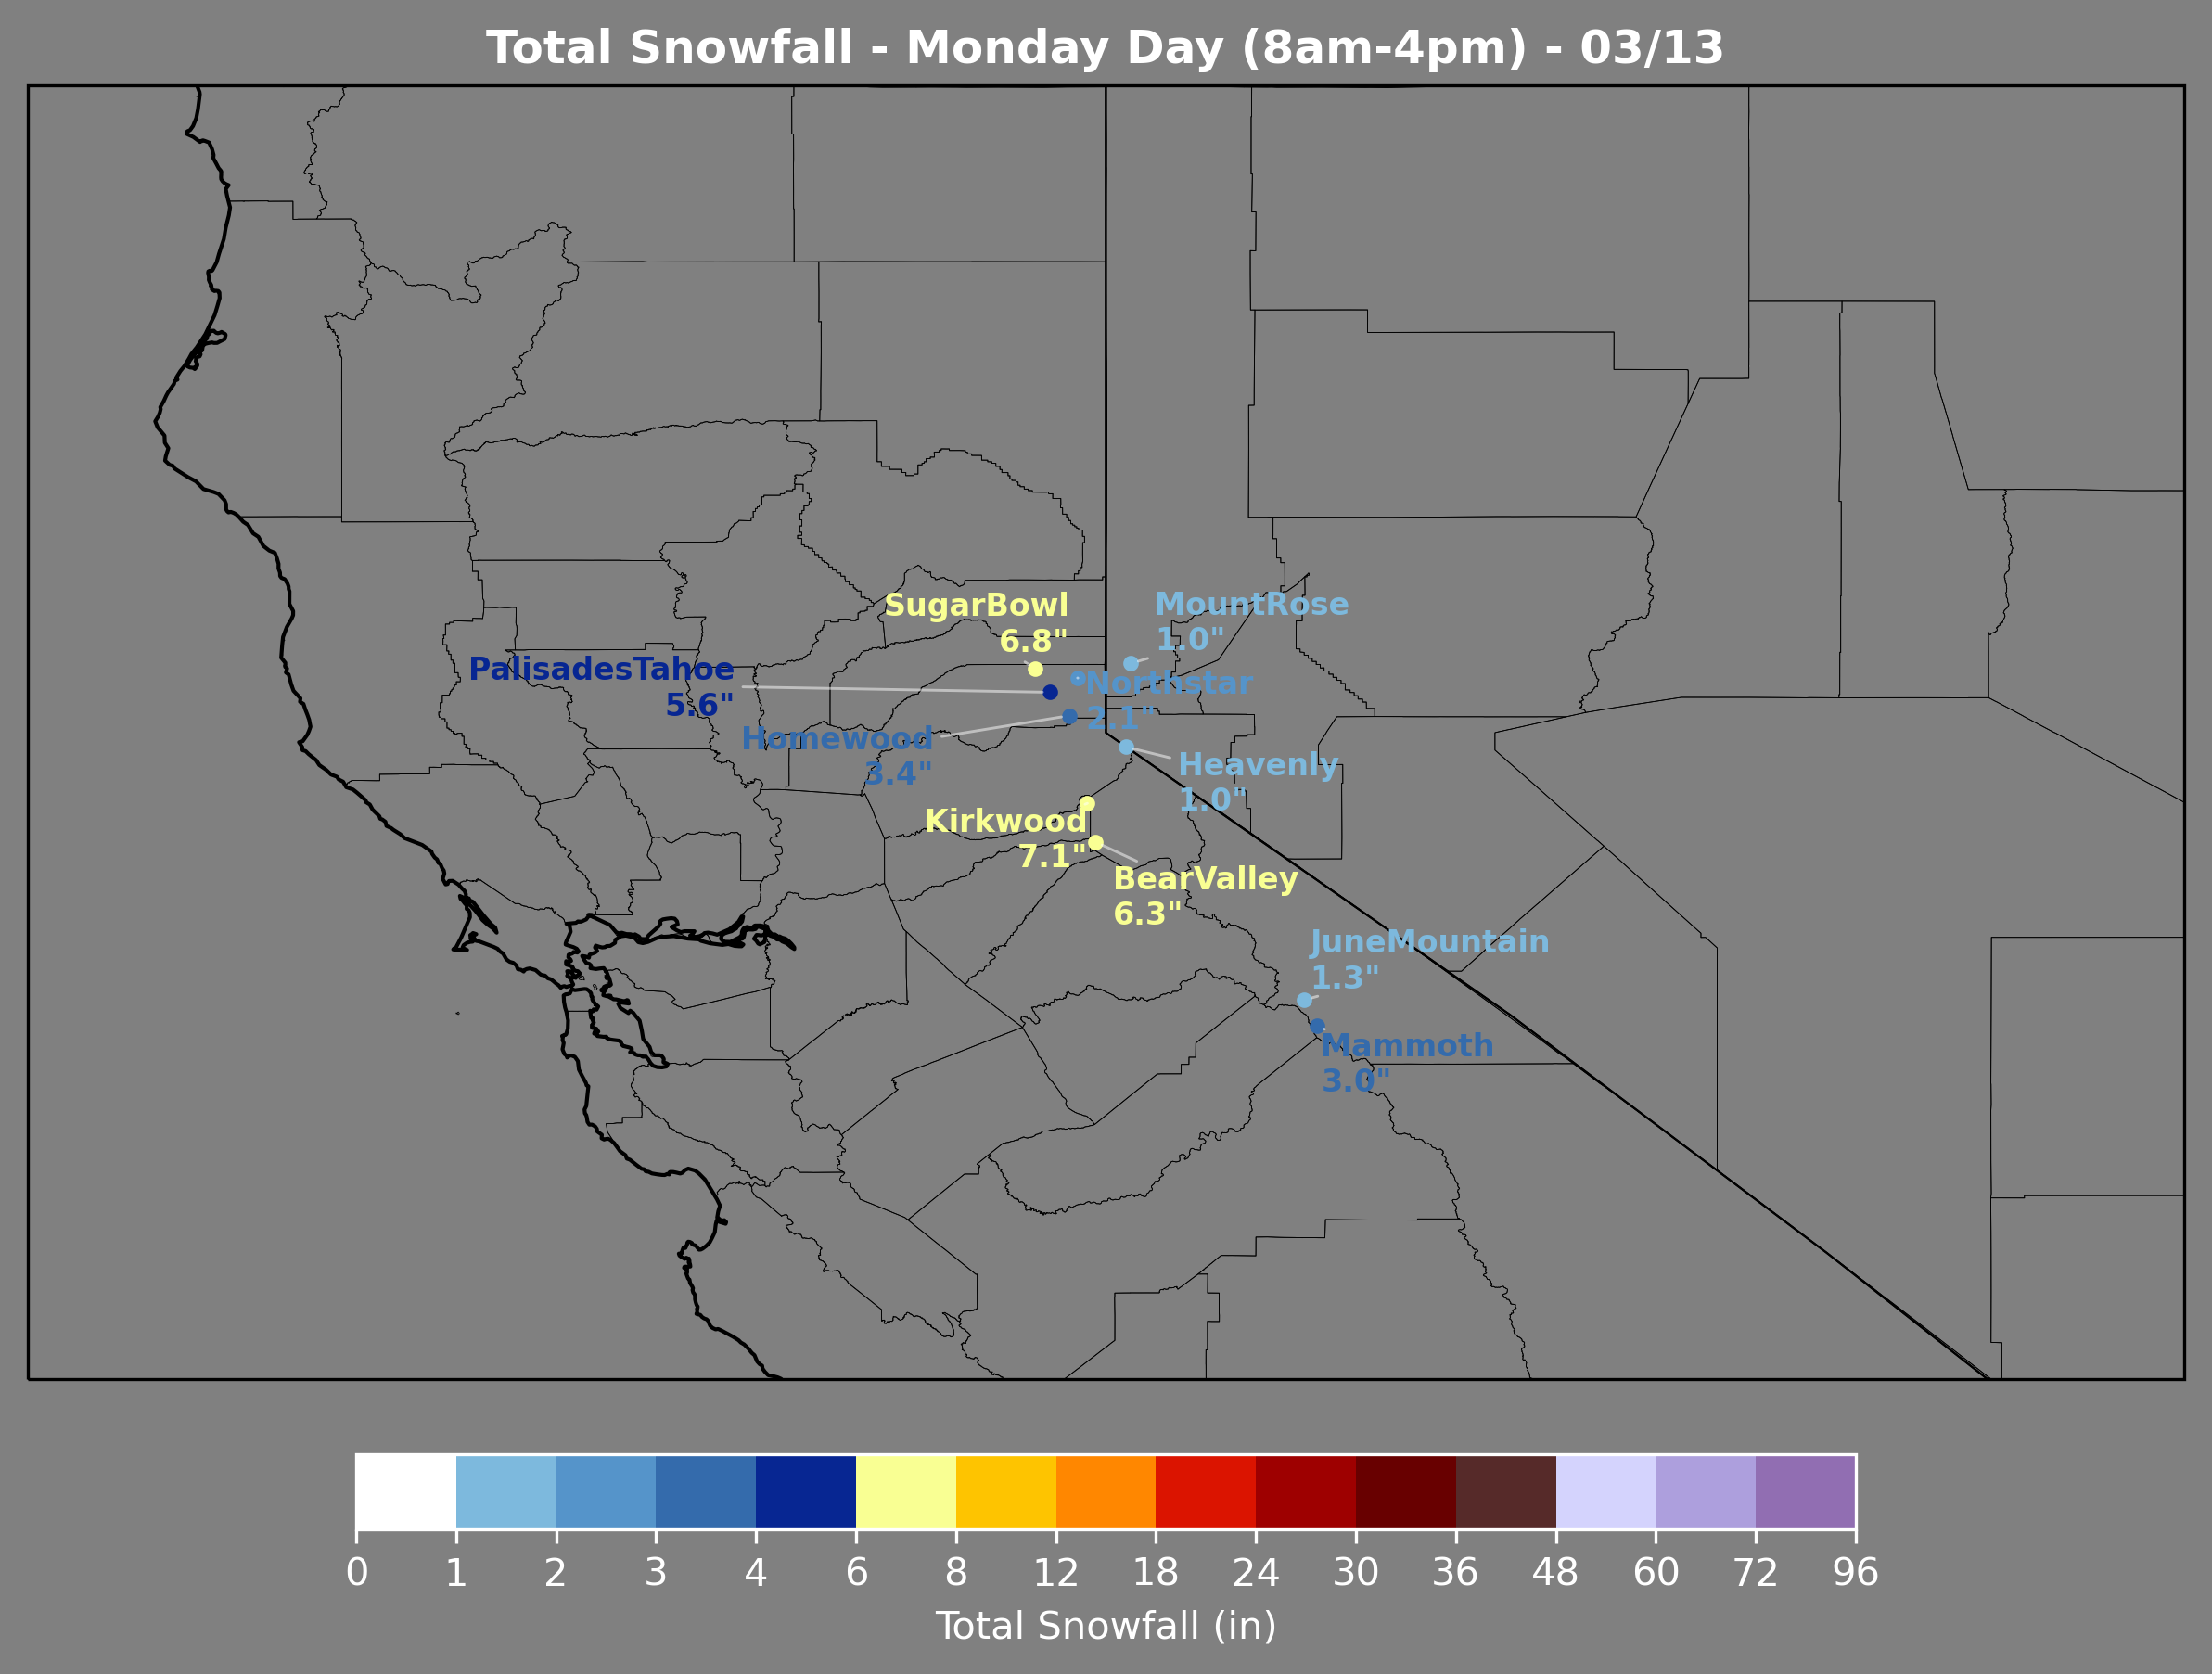 Total Snowfall - Monday Day (8am-4pm) - 03/13
SugarBowl
6.8"
MountRose
1.0"
PalisadesTahoe
5.6"
Northstar
2.1"
Homewood
3.4"
Heavenly
1.0"
Kirkwood
7.1"
BearValley
6.3"
JuneMountain
1.3"
Mammoth
3.0"
0 1 2 3 4 6 8 12 18 24 30 36 48 60 72 96
Total Snowfall (in)